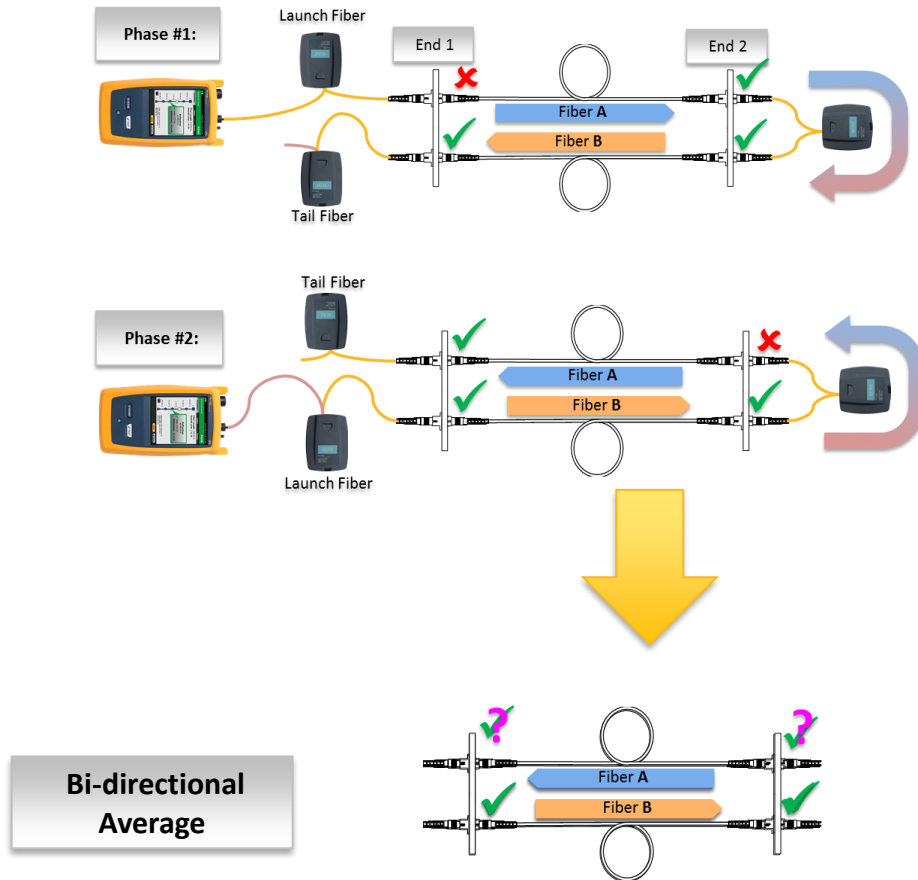 Launch Fiber
Phase #1:
End 1
End 2
Fiber A
Fiber B
Tail Fiber
Tail Fiber
Phase #2:
Fiber A
Fiber B
Launch Fiber
?
?
Fiber A
Fiber B
Bi-directional
Average